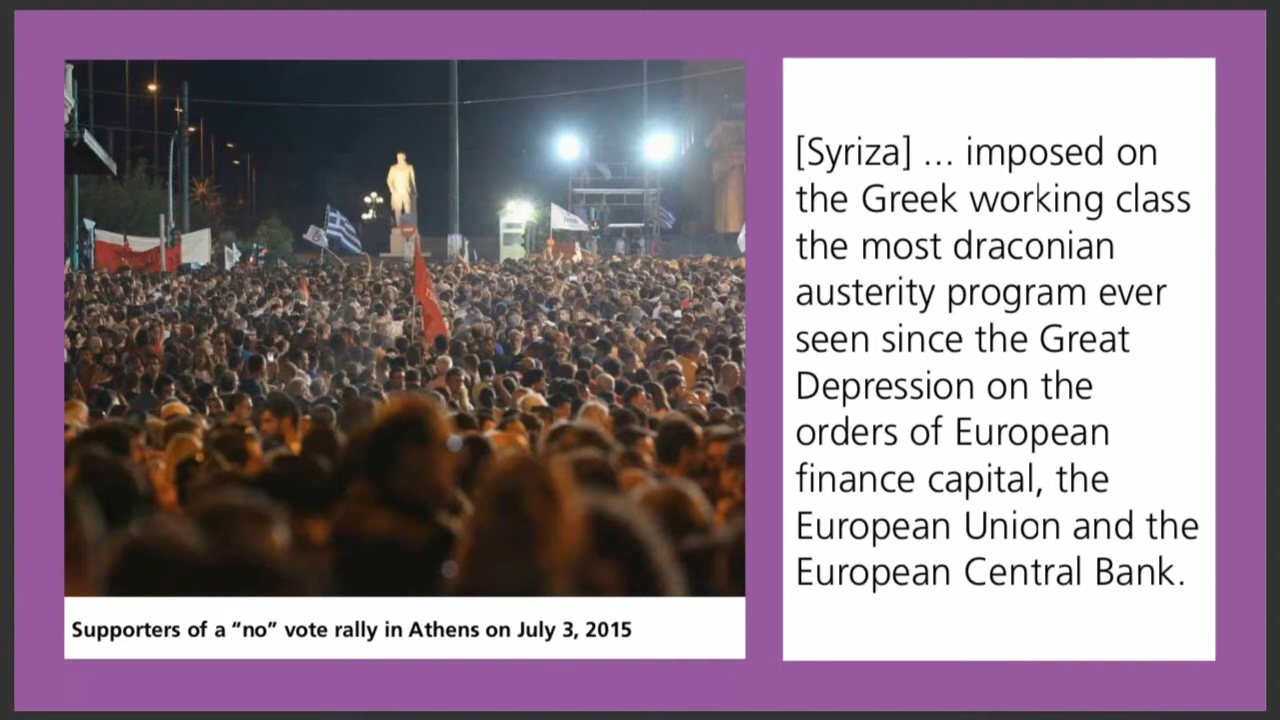 [Syriza] ... imposed on
the Greek working class
the most draconian
austerity program ever
seen since the Great
Depression on the
orders of European
finance capital, the
European Union and the
European Central Bank.
Supporters of a “no” vote rally in Athens on July 3, 2015